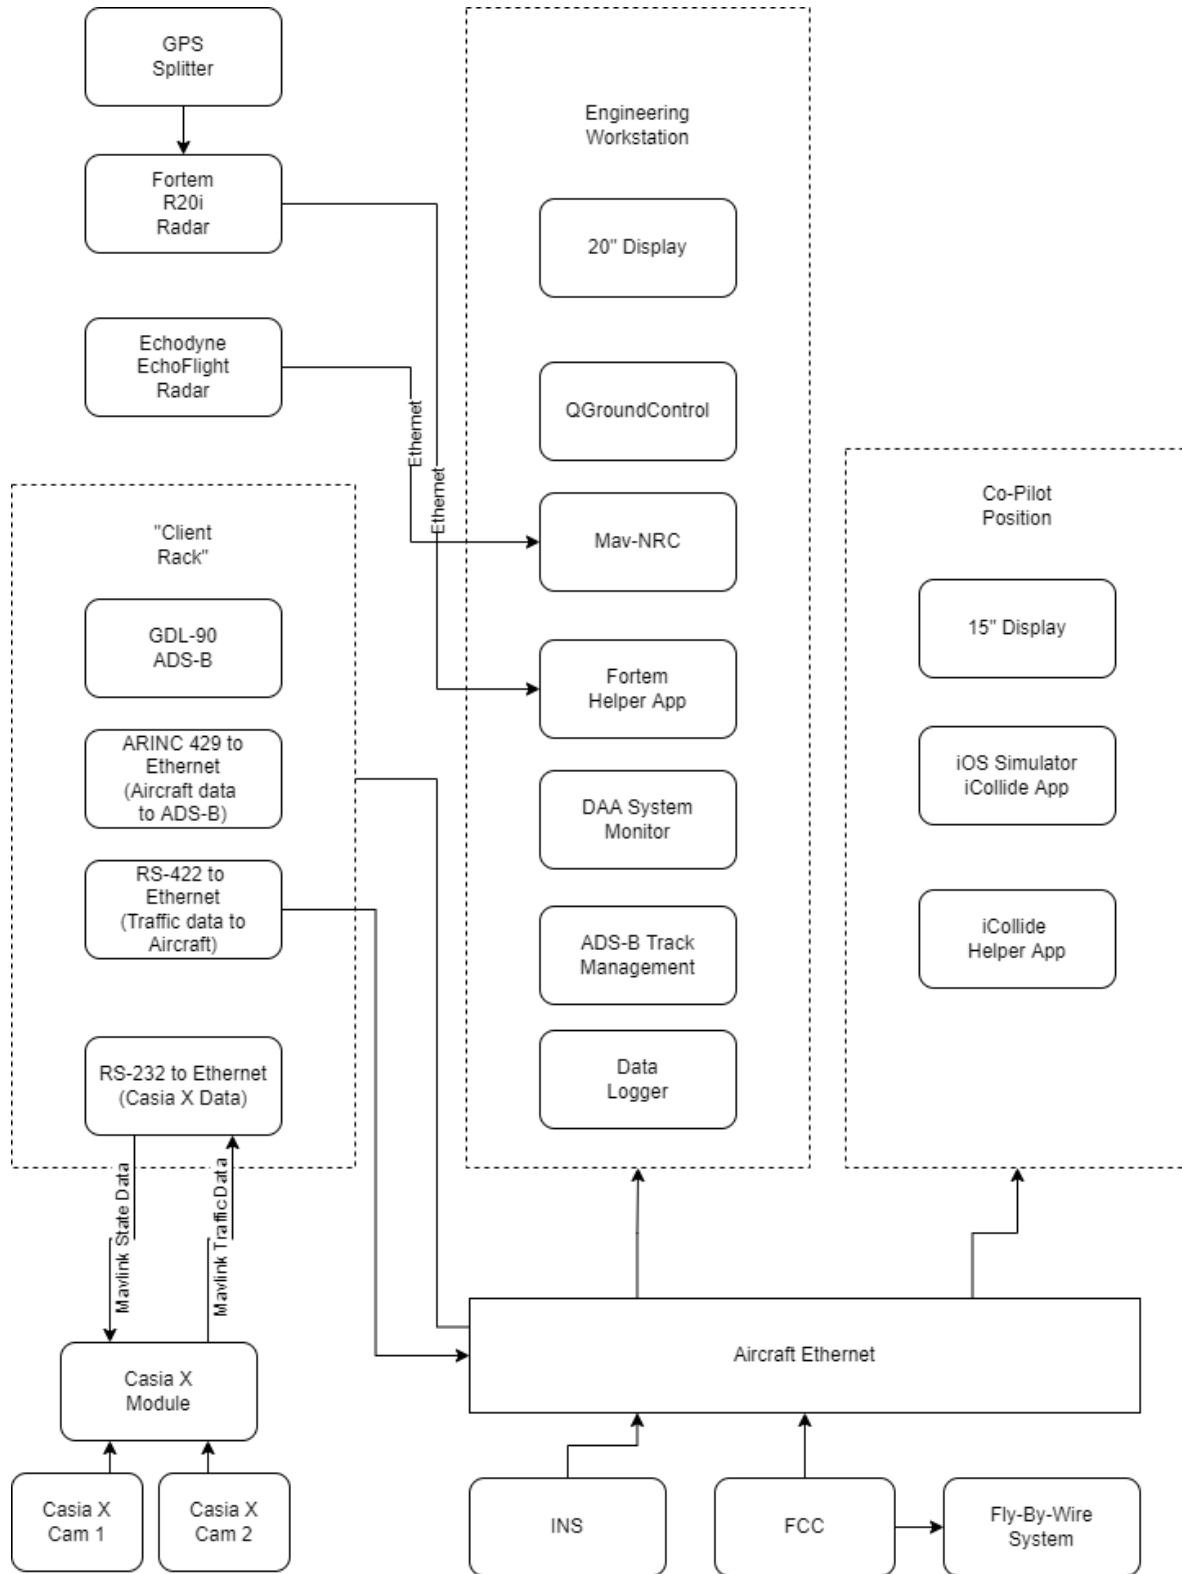 GPS
Splitter
Fortem
R20i
Radar
Echodyne
EchoFlight
Radar
Ethernet
Ethernet
"Client
Rack"
GDL-90
ADS-B
ARINC 429 to
Ethernet
(Aircraft data
to ADS-B)
RS-422 to
Ethernet
(Traffic data to
Aircraft)
RS-232 to Ethernet
(Casia X Data)
Mavlink State Data
Mavlink Traffic Data
Casia X
Module
Casia X
Cam 1
Casia X
Cam 2
Engineering
Workstation
20" Display
QGroundControl
Mav-NRC
Fortem
Helper App
DAA System
Monitor
ADS-B Track
Management
Data
Logger
Co-Pilot
Position
15" Display
iOS Simulator
iCollide App
iCollide
Helper App
Aircraft Ethernet
INS
FCC
Fly-By-Wire
System